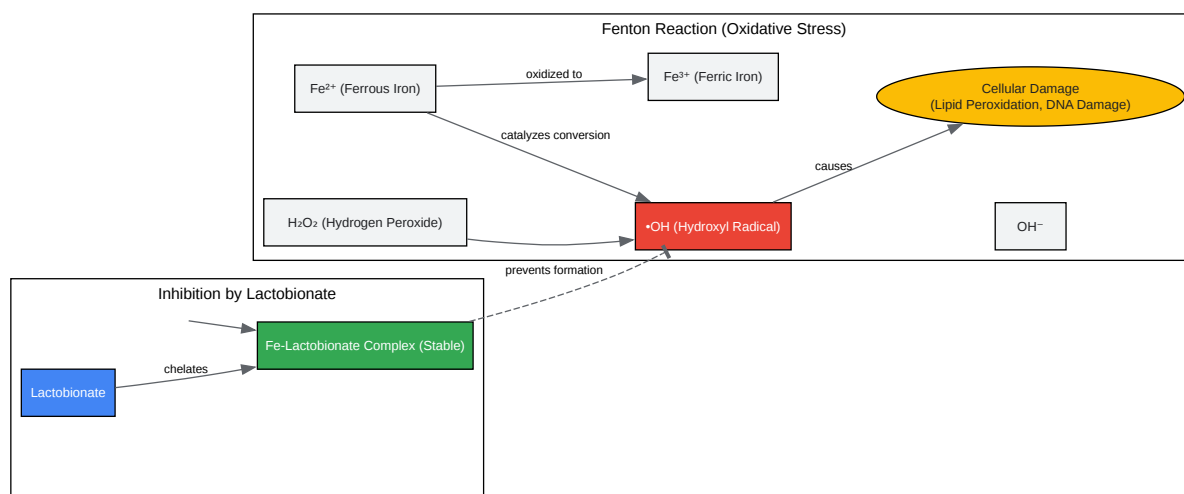 Fenton Reaction (Oxidative Stress)
Fe²⁺ (Ferrous Iron)
oxidized to
Fe³⁺ (Ferric Iron)
Cellular Damage
(Lipid Peroxidation, DNA Damage)
catalyzes conversion
causes
H₂O₂ (Hydrogen Peroxide)
•OH (Hydroxyl Radical)
OH⁻
prevents formation
Inhibition by Lactobionate
Fe-Lactobionate Complex (Stable)
chelates
Lactobionate